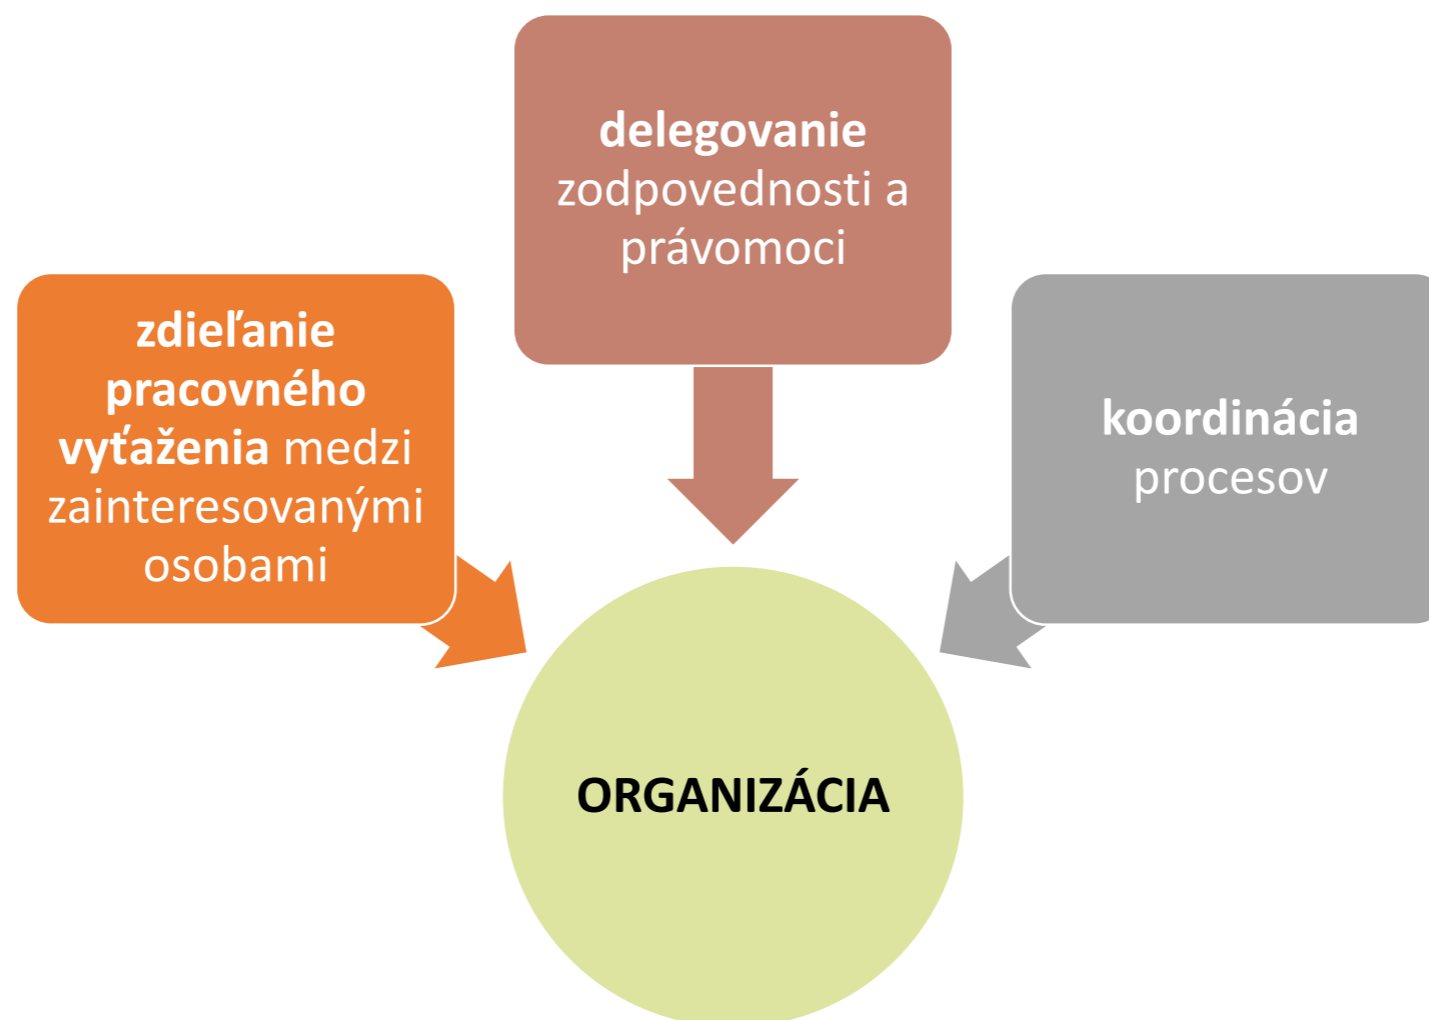 delegovanie
zodpovednosti a
právomoci
zdieľanie
pracovného
vyťaženia medzi
zainteresovanými
osobami
koordinácia
procesov
ORGANIZÁCIA